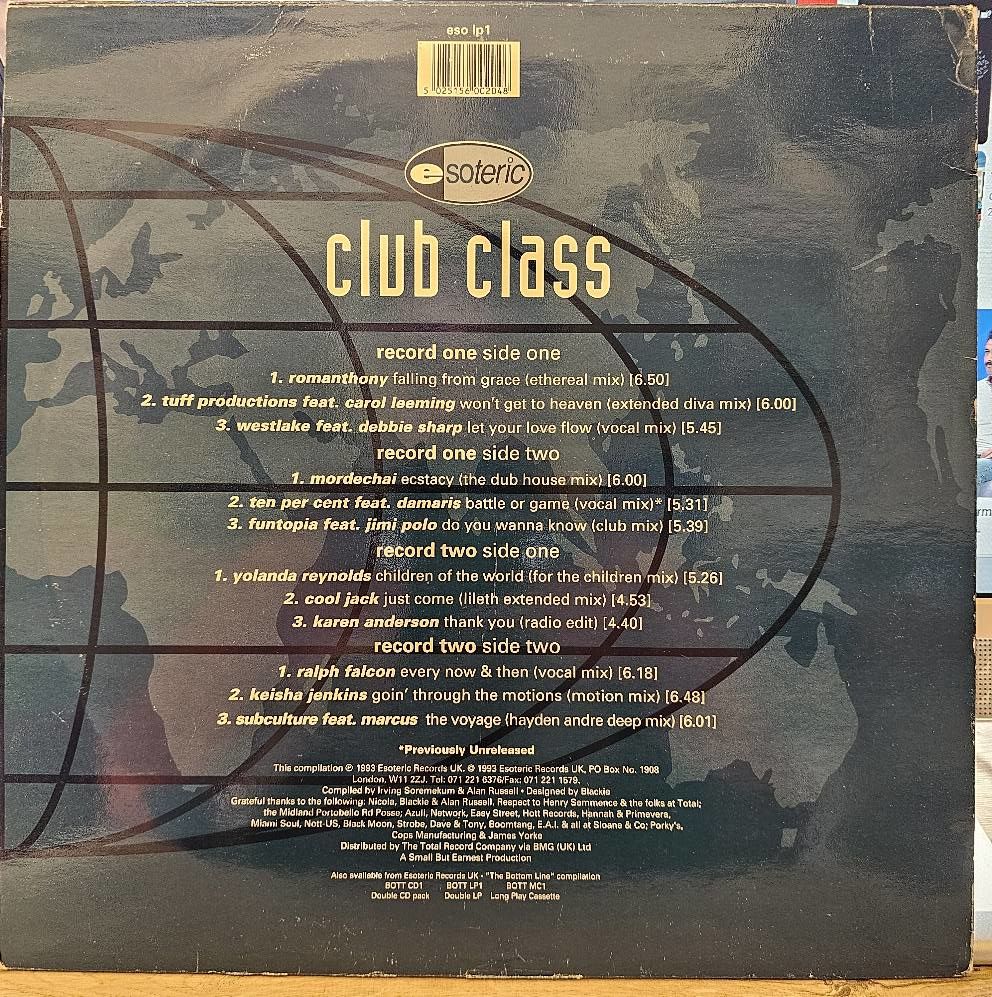 eso lp1
5 025156 002048
esoteric
club class
record one side one
1. romanthony falling from grace (ethereal mix) [6.50]
2. tuff productions feat. carol leeming won't get to heaven (extended diva mix) [6.00]
3. westlake feat. debbie sharp let your love flow (vocal mix) [5.45]
record one side two
1. mordechai ecstacy (the dub house mix) [6.00]
2. ten per cent feat. damaris battle or game (vocal mix)* [5.31]
3. funtopia feat. jimi polo do you wanna know (club mix) [5.39]
record two side one
1. yolanda reynolds children of the world (for the children mix) [5.26]
2. cool jack just come (lileth extended mix) [4.53]
3. karen anderson thank you (radio edit) [4.40]
record two side two
1. ralph falcon every now & then (vocal mix) [6.18]
2. keisha jenkins goin' through the motions (motion mix) [6.48]
3. subculture feat. marcus the voyage (hayden andre deep mix) [6.01]
*Previously Unreleased
This compilation ℗ 1993 Esoteric Records UK. © 1993 Esoteric Records UK, PO Box No. 1908
London, W11 2ZJ. Tel: 071 221 6376/Fax: 071 221 1579.
Compiled by Irving Soremekum & Alan Russell • Designed by Blackie
Grateful thanks to the following: Nicola, Blackie & Alan Russell, Respect to Henry Semmence & the folks at Total;
the Midland Portobello Rd Posse; Azuli, Network, Easy Street, Hott Records, Hannah & Primevera,
Miami Soul, Nott-US, Black Moon, Strobe, Dave & Tony, Boomtang, E.A.I. & all at Sloane & Co; Porky's,
Cops Manufacturing & James Yorke
Distributed by The Total Record Company via BMG (UK) Ltd
A Small But Earnest Production
Also available from Esoteric Records UK - "The Bottom Line" compilation
BOTT CD1 BOTT LP1 BOTT MC1
Double CD pack Double LP Long Play Cassette